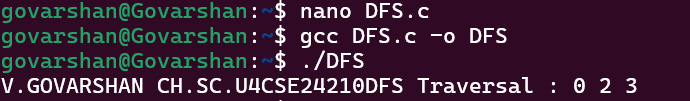 govarshan@Govarshan:~$ nano DFS.c
govarshan@Govarshan:~$ gcc DFS.c -o DFS
govarshan@Govarshan:~$ ./DFS
V.GOVARSHAN CH.SC.U4CSE24210DFS Traversal : 0 2 3